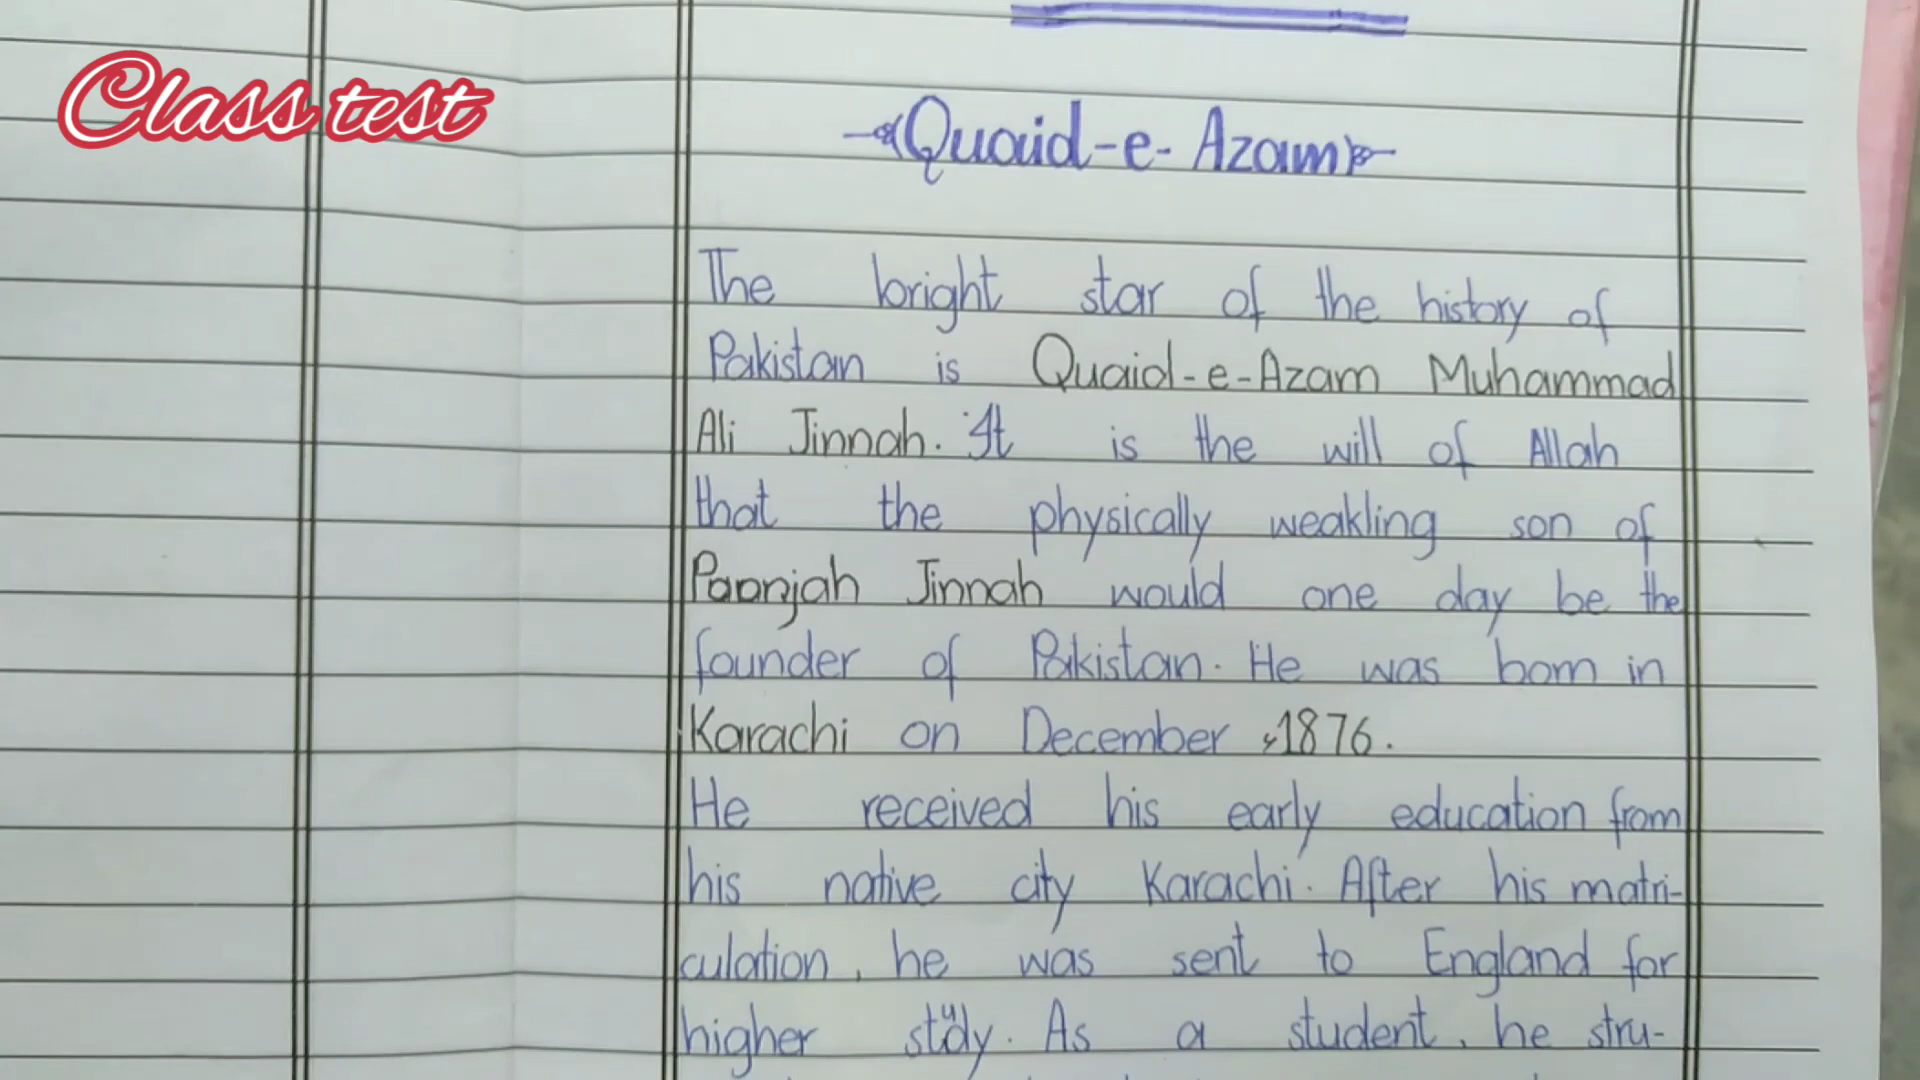 Class test
Quaid-e-Azam
The bright star of the history of
Pakistan is Quaid-e-Azam Muhammad
Ali Jinnah. It is the will of Allah
that the physically weakling son of
Poonjah Jinnah would one day be the
founder of Pakistan. He was born in
Karachi on December ,1876.
He received his early education from
his native city Karachi. After his matri-
culation, he was sent to England for
higher study. As a student, he stru-